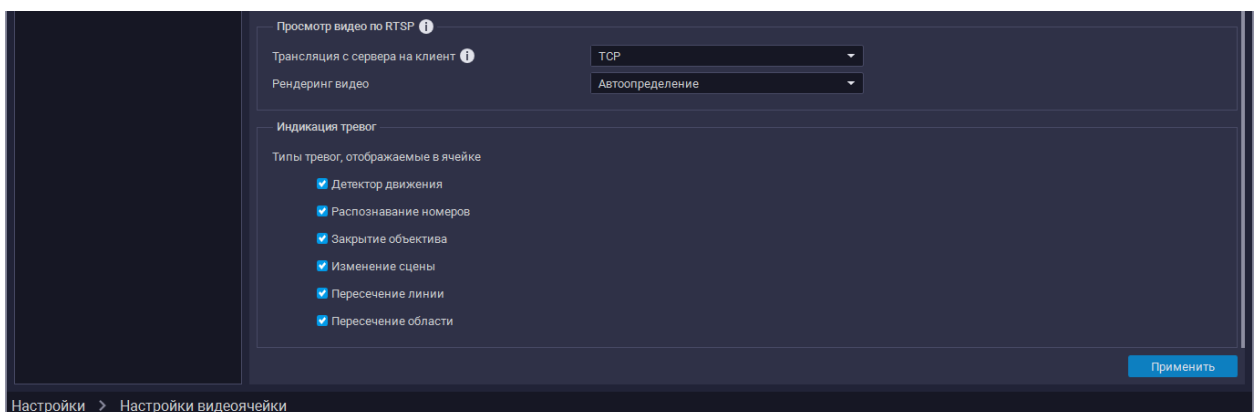 Просмотр видео по RTSP i
Трансляция с сервера на клиент i TCP
Рендеринг видео Автоопределение
Индикация тревог
Типы тревог, отображаемые в ячейке
Детектор движения
Распознавание номеров
Закрытие объектива
Изменение сцены
Пересечение линии
Пересечение области
Применить
Настройки > Настройки видеоячейки